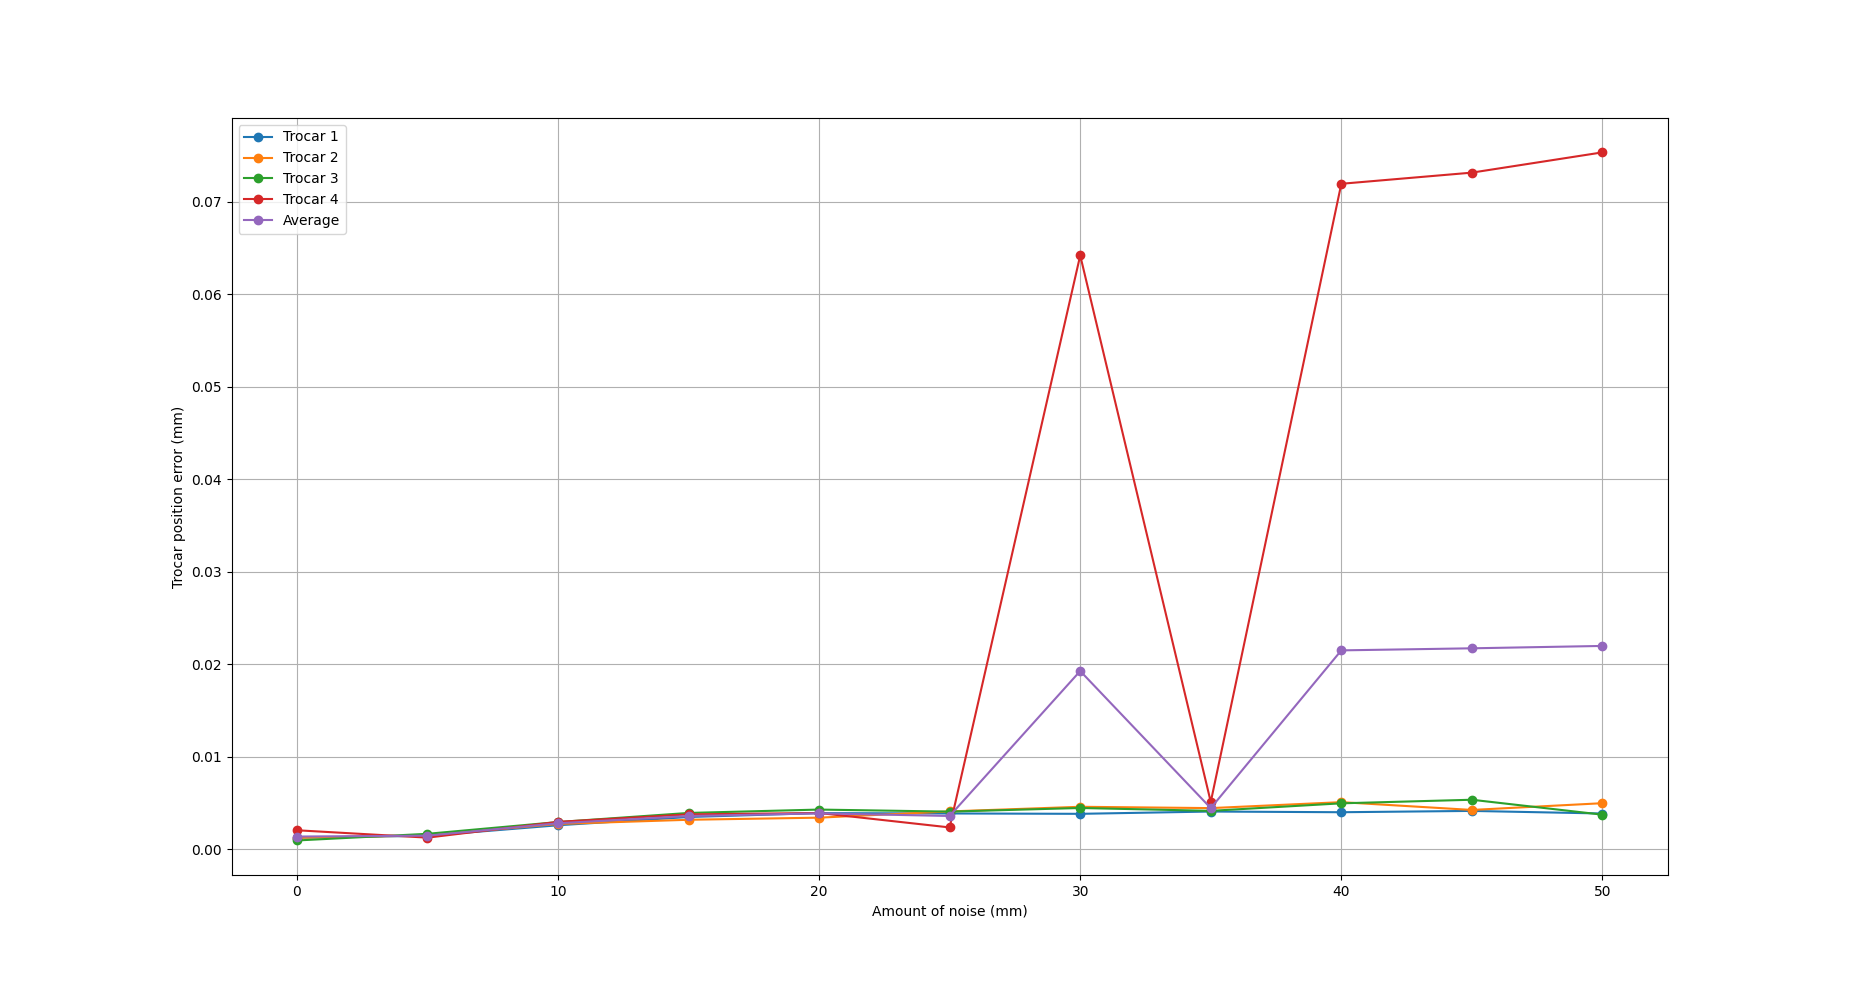 Trocar 1
Trocar 2
Trocar 3
Trocar 4
Average
0.07
0.06
0.05
0.04
0.03
0.02
0.01
0.00
Trocar position error (mm)
0 10 20 30 40 50
Amount of noise (mm)